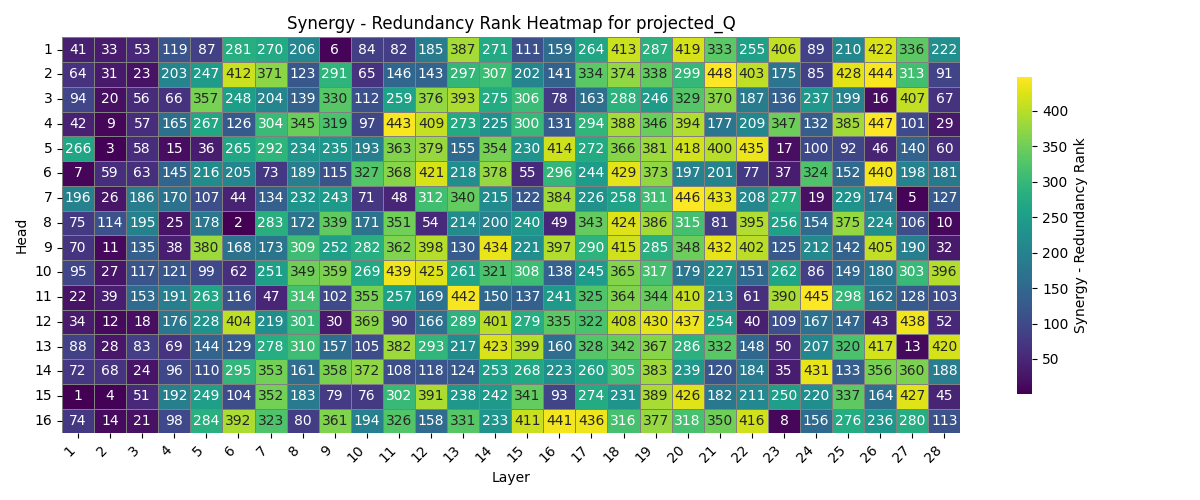 Synergy - Redundancy Rank Heatmap for projected_Q
1 41 33 53 119 87 281 270 206 6 84 82 185 387 271 111 159 264 413 287 419 333 255 406 89 210 422 336 222
2 64 31 23 203 247 412 371 123 291 65 146 143 297 307 202 141 334 374 338 299 448 403 175 85 428 444 313 91
3 94 20 56 66 357 248 204 139 330 112 259 376 393 275 306 78 163 288 246 329 370 187 136 237 199 16 407 67
4 42 9 57 165 267 126 304 345 319 97 443 409 273 225 300 131 294 388 346 394 177 209 347 132 385 447 101 29
5 266 3 58 15 36 265 292 234 235 193 363 379 155 354 230 414 272 366 381 418 400 435 17 100 92 46 140 60
6 7 59 63 145 216 205 73 189 115 327 368 421 218 378 55 296 244 429 373 197 201 77 37 324 152 440 198 181
7 196 26 186 170 107 44 134 232 243 71 48 312 340 215 122 384 226 258 311 446 433 208 277 19 229 174 5 127
8 75 114 195 25 178 2 283 172 339 171 351 54 214 200 240 49 343 424 386 315 81 395 256 154 375 224 106 10
9 70 11 135 38 380 168 173 309 252 282 362 398 130 434 221 397 290 415 285 348 432 402 125 212 142 405 190 32
10 95 27 117 121 99 62 251 349 359 269 439 425 261 321 308 138 245 365 317 179 227 151 262 86 149 180 303 396
11 22 39 153 191 263 116 47 314 102 355 257 169 442 150 137 241 325 364 344 410 213 61 390 445 298 162 128 103
12 34 12 18 176 228 404 219 301 30 369 90 166 289 401 279 335 322 408 430 437 254 40 109 167 147 43 438 52
13 88 28 83 69 144 129 278 310 157 105 382 293 217 423 399 160 328 342 367 286 332 148 50 207 320 417 13 420
14 72 68 24 96 110 295 353 161 358 372 108 118 124 253 268 223 260 305 383 239 120 184 35 431 133 356 360 188
15 1 4 51 192 249 104 352 183 79 76 302 391 238 242 341 93 274 231 389 426 182 211 250 220 337 164 427 45
16 74 14 21 98 284 392 323 80 361 194 326 158 331 233 411 441 436 316 377 318 350 416 8 156 276 236 280 113
1 2 3 4 5 6 7 8 9 10 11 12 13 14 15 16 17 18 19 20 21 22 23 24 25 26 27 28
Layer
Head
400
350
300
250
200
150
100
50
Synergy - Redundancy Rank